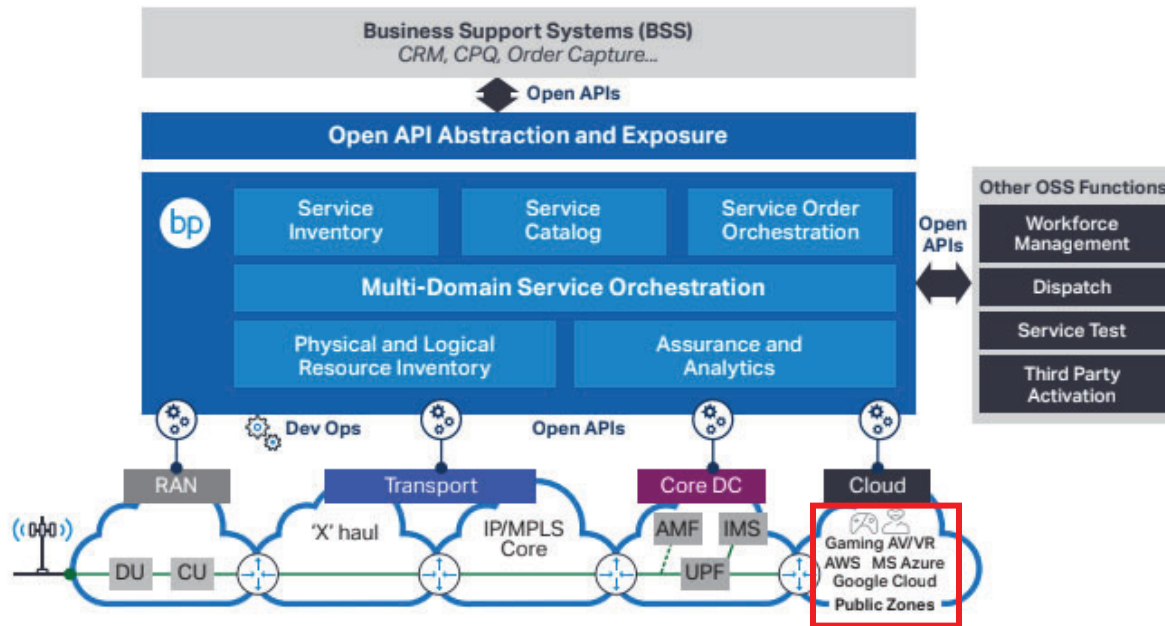 Business Support Systems (BSS)
CRM, CPQ, Order Capture...
Open APIs
Open API Abstraction and Exposure
bp
Service
Inventory
Service
Catalog
Service Order
Orchestration
Multi-Domain Service Orchestration
Physical and Logical
Resource Inventory
Assurance and
Analytics
Open
APIs
Other OSS Functions
Workforce
Management
Dispatch
Service Test
Third Party
Activation
Dev Ops
Open APIs
RAN
Transport
Core DC
Cloud
DU
CU
'X' haul
IP/MPLS
Core
AMF
IMS
UPF
Gaming AV/VR
AWS MS Azure
Google Cloud
Public Zones